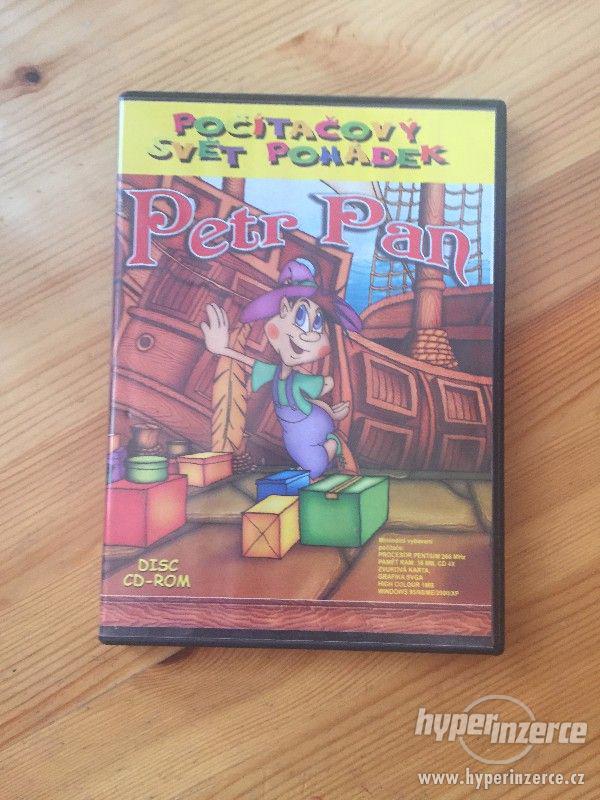 POČÍTAČOVÝ
SVĚT POHÁDEK
Petr Pan
DISC
CD-ROM
Minimální vybavení
počítače:
PROCESOR PENTIUM 266 MHz
PAMĚŤ RAM: 16 MB, CD 4X
ZVUKOVÁ KARTA
GRAFIKA SVGA
HIGH COLOUR 1MB
WINDOWS 95/98/ME/2000/XP
hyperinzerce
www.hyperinzerce.cz